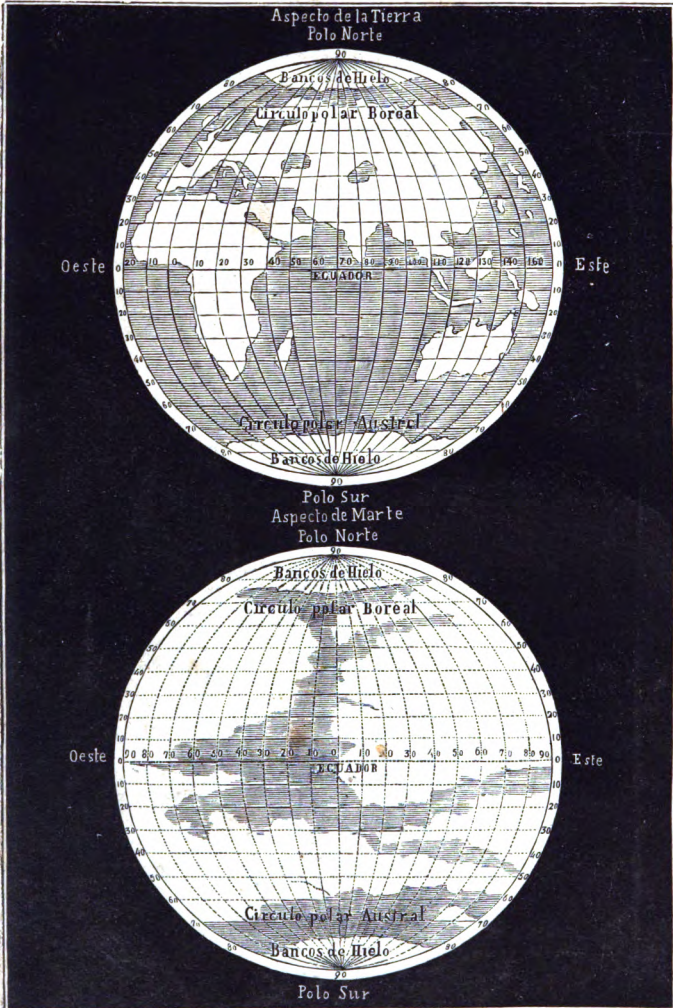 Aspecto de la Tierra
Polo Norte
90
Bancos de Hielo
Circulo polar Boreal
Oeste
20 10 0 10 20 30 40 50 60 70 80 90 100 110 120 130 140 160
Este
ECUADOR
Circulo polar Austral
Bancos de Hielo
90
Polo Sur
Aspecto de Marte
Polo Norte
90
Bancos de Hielo
Circulo polar Boreal
Oeste
90 80 70 60 50 40 30 20 10 0 10 20 30 40 50 60 70 80 90
Este
ECUADOR
Circulo polar Austral
Bancos de Hielo
90
Polo Sur